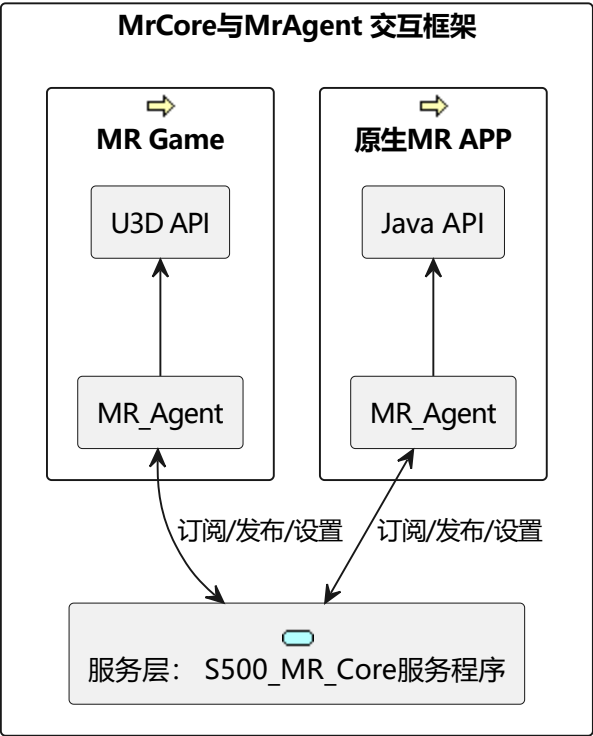 MrCore与MrAgent 交互框架
MR Game
原生MR APP
U3D API
Java API
MR_Agent
MR_Agent
订阅/发布/设置
订阅/发布/设置
服务层： S500_MR_Core服务程序